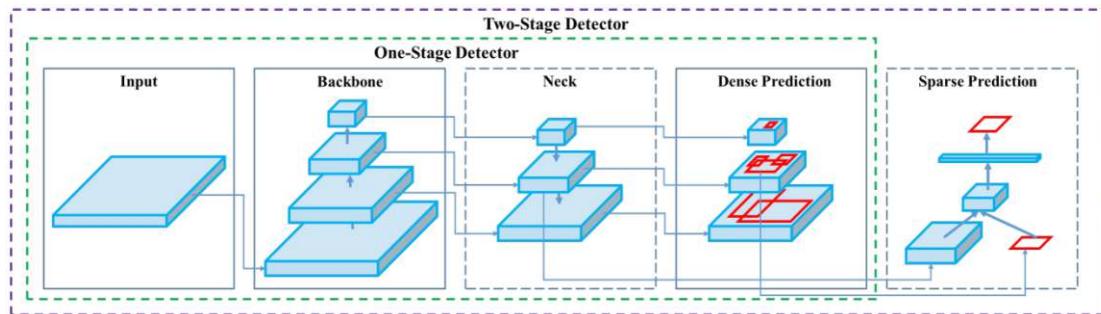 Two-Stage Detector
One-Stage Detector
Input
Backbone
Neck
Dense Prediction
Sparse Prediction